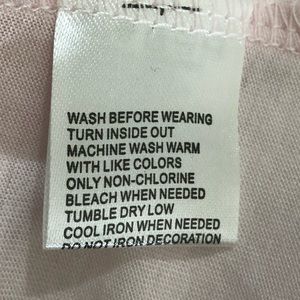 WASH BEFORE WEARING
TURN INSIDE OUT
MACHINE WASH WARM
WITH LIKE COLORS
ONLY NON-CHLORINE
BLEACH WHEN NEEDED
TUMBLE DRY LOW
COOL IRON WHEN NEEDED
DO NOT IRON DECORATION